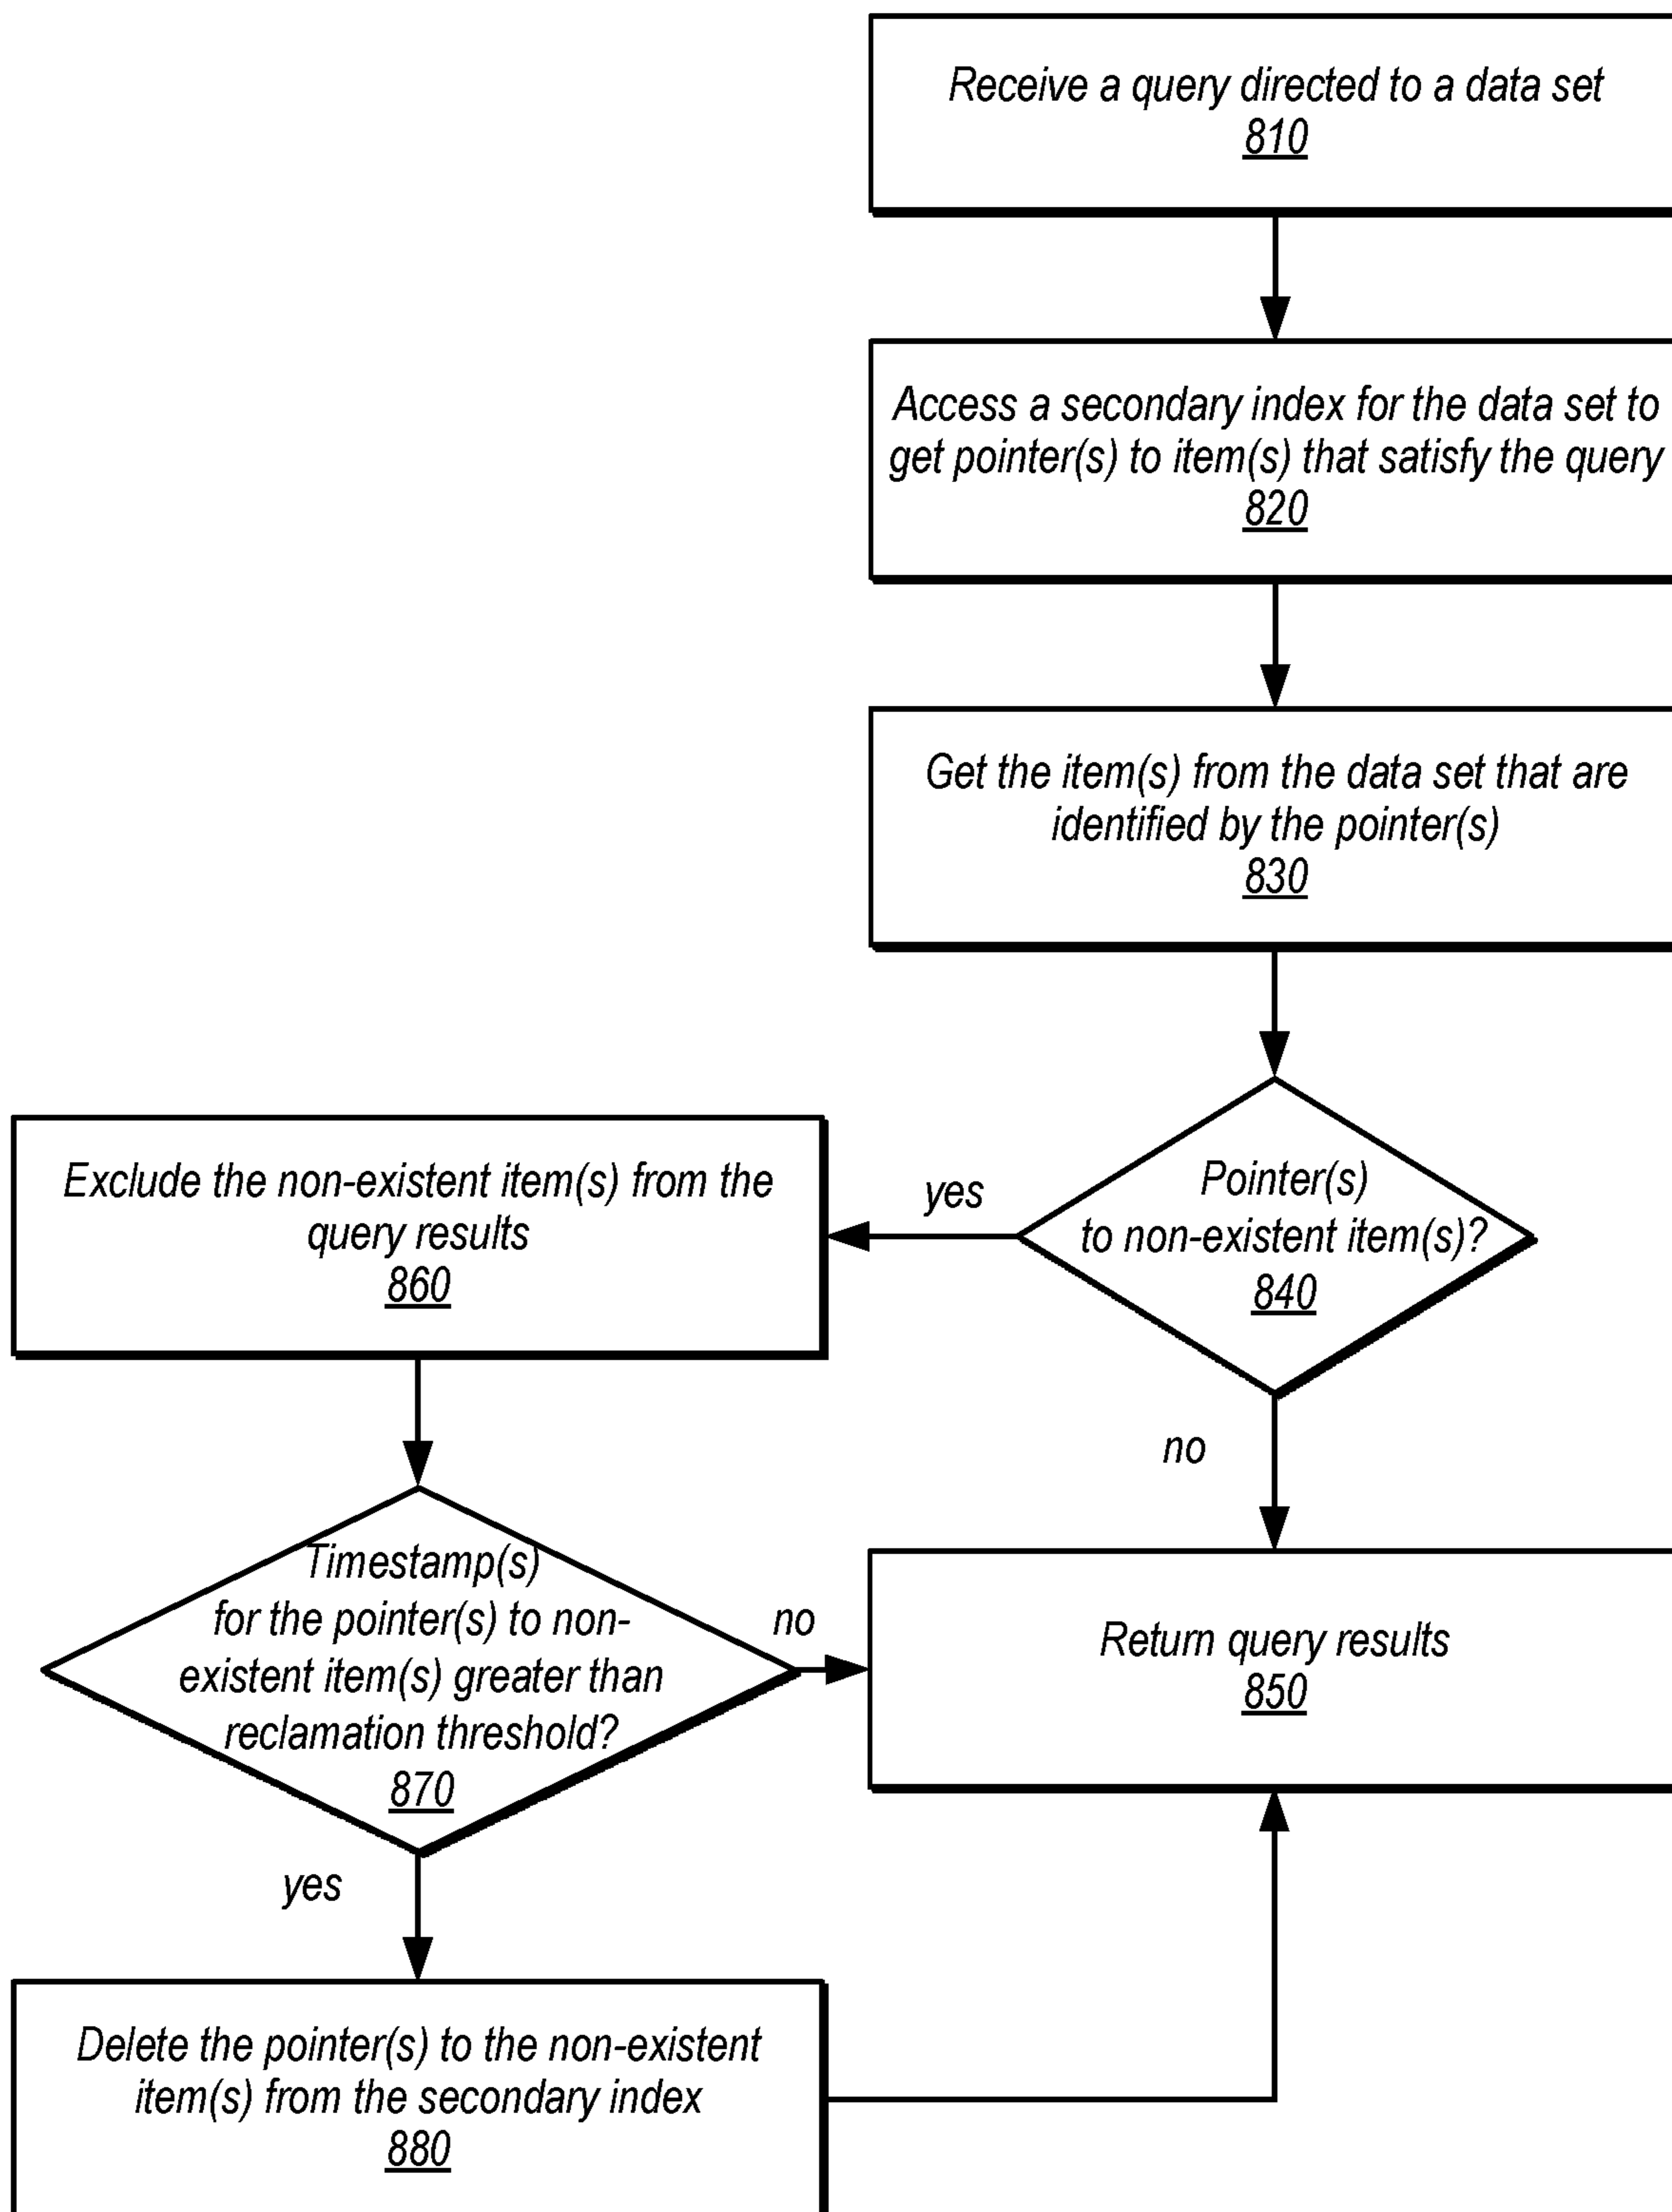 Receive a query directed to a data set
810
Access a secondary index for the data set to
get pointer(s) to item(s) that satisfy the query
820
Get the item(s) from the data set that are
identified by the pointer(s)
830
Pointer(s)
to non-existent item(s)?
840
yes
no
Exclude the non-existent item(s) from the
query results
860
Timestamp(s)
for the pointer(s) to non-
existent item(s) greater than
reclamation threshold?
870
no
yes
Return query results
850
Delete the pointer(s) to the non-existent
item(s) from the secondary index
880